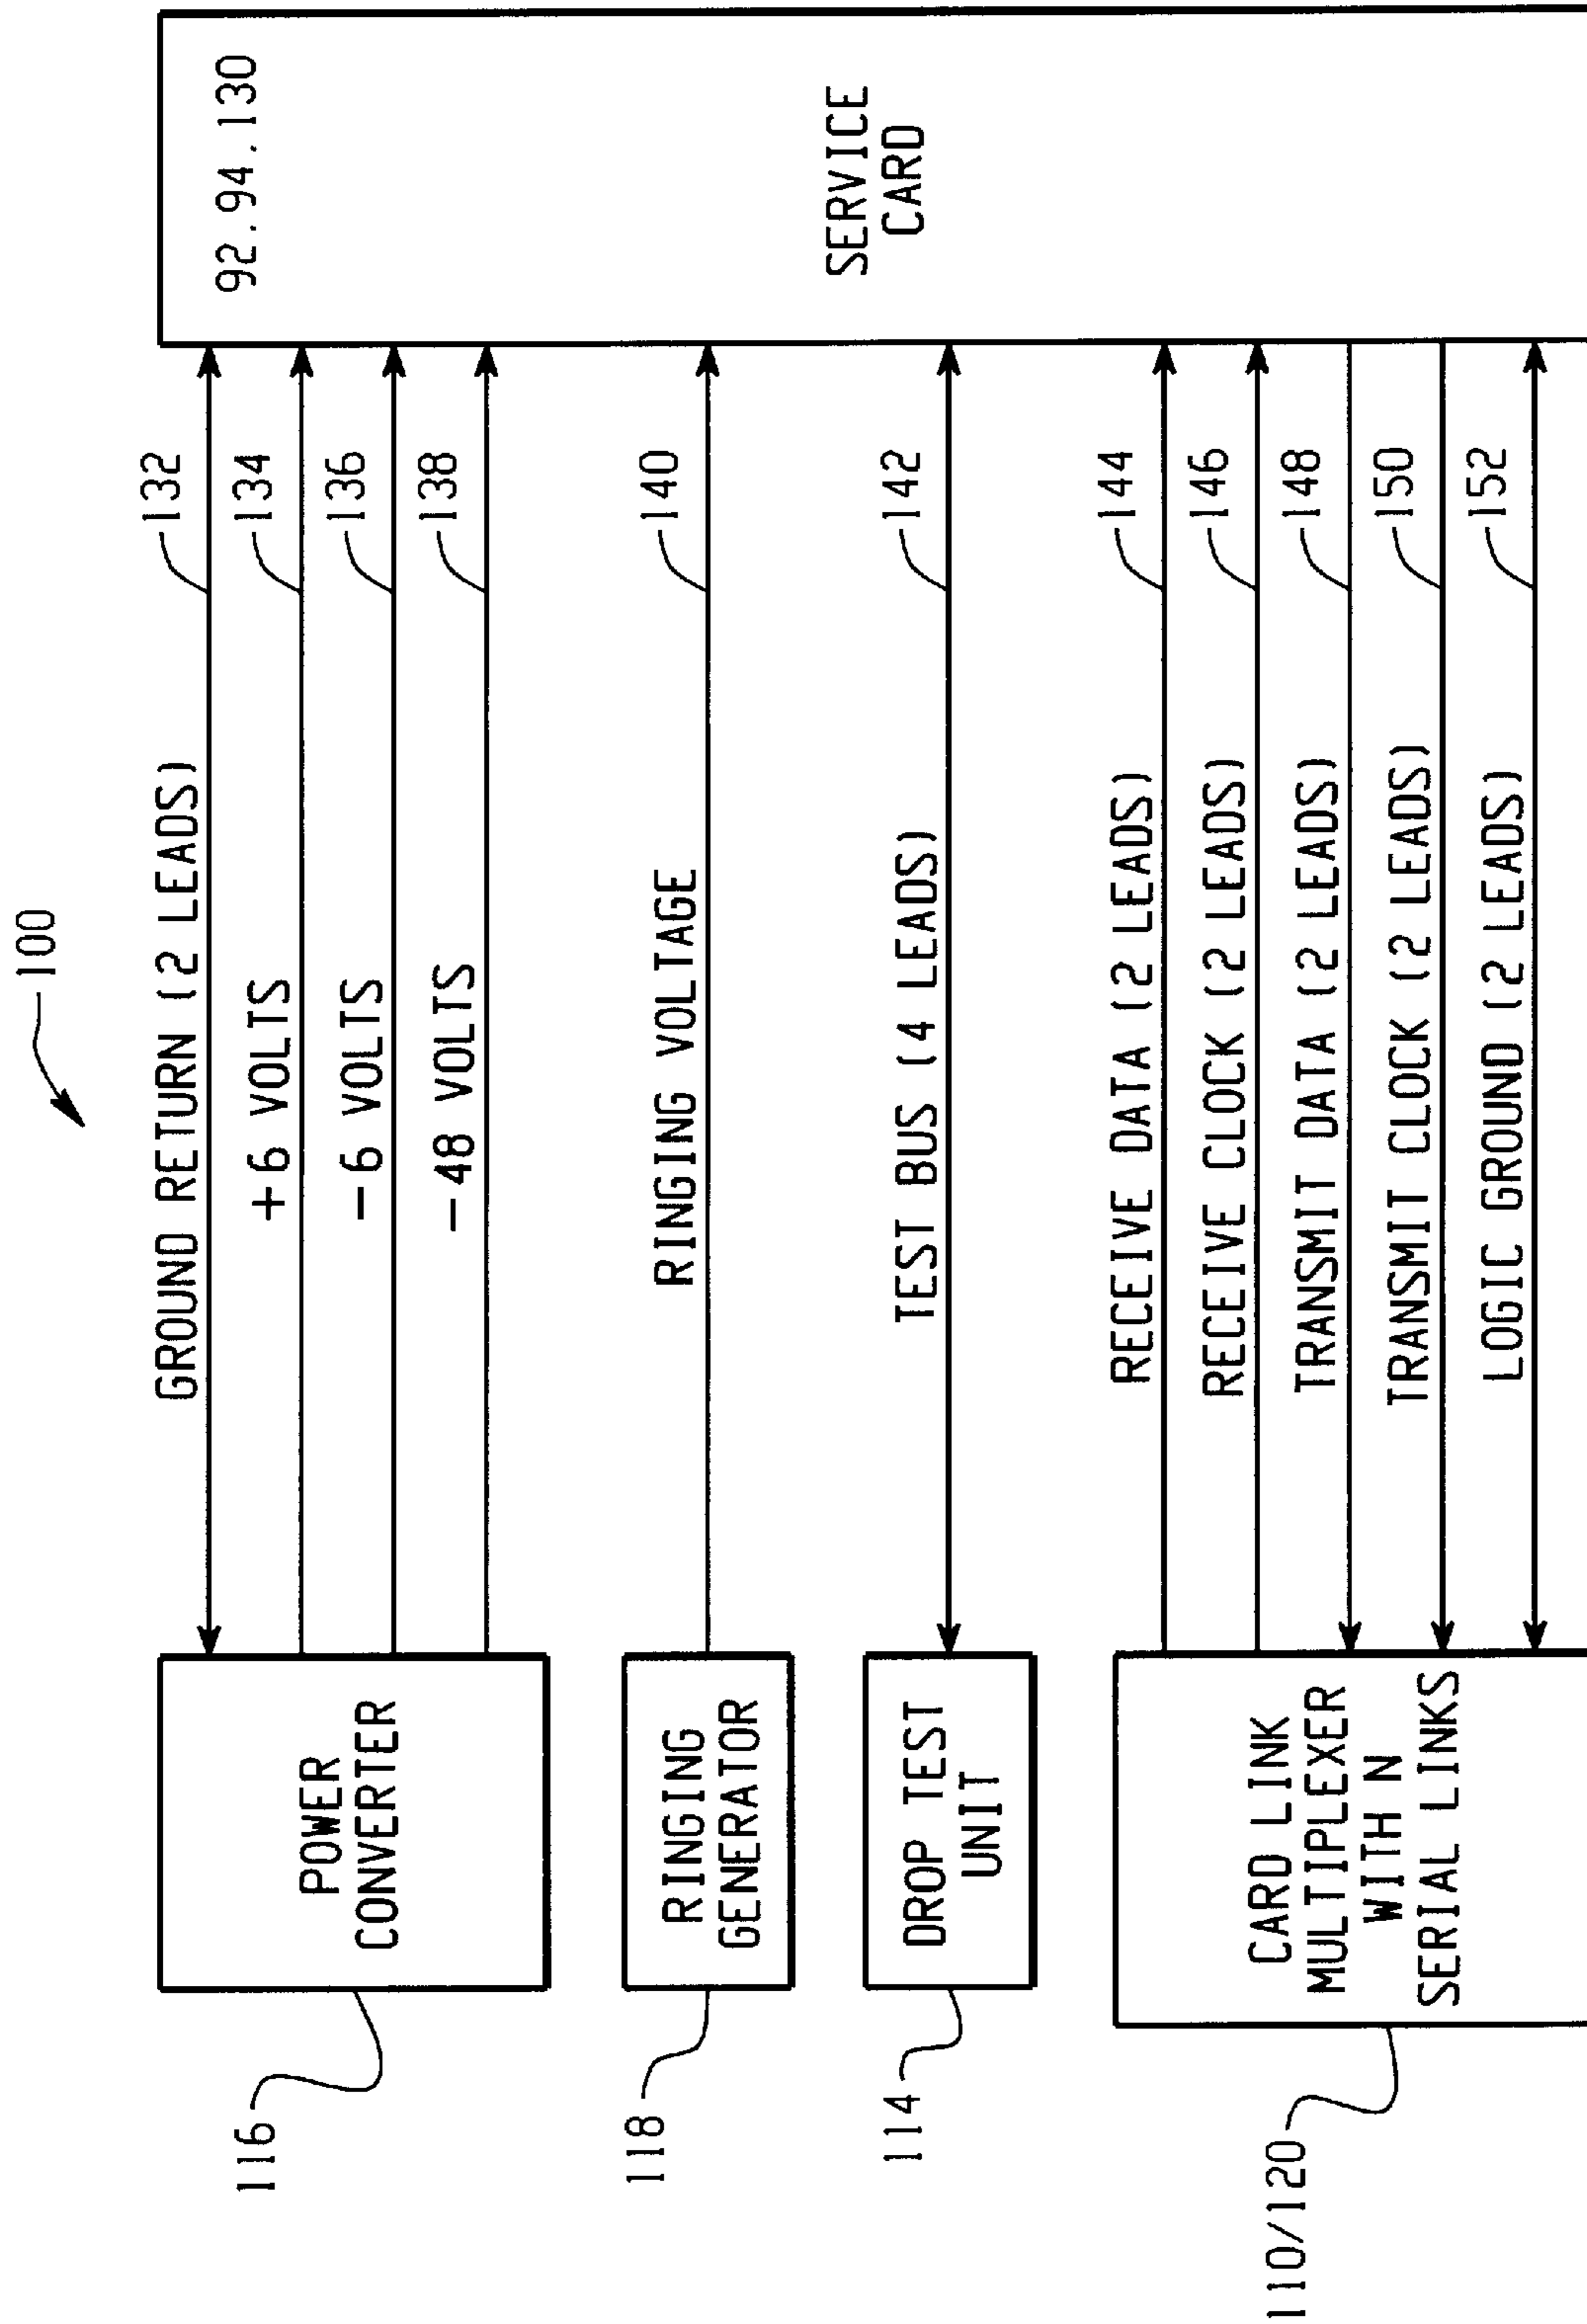 100
116
POWER
CONVERTER
GROUND RETURN (2 LEADS)
132
+6 VOLTS
134
-6 VOLTS
136
-48 VOLTS
138
92.94.130
SERVICE
CARD
118
RINGING
GENERATOR
RINGING VOLTAGE
140
114
DROP TEST
UNIT
TEST BUS (4 LEADS)
142
110/120
CARD LINK
MULTIPLEXER
WITH N
SERIAL LINKS
RECEIVE DATA (2 LEADS)
144
RECEIVE CLOCK (2 LEADS)
146
TRANSMIT DATA (2 LEADS)
148
TRANSMIT CLOCK (2 LEADS)
150
LOGIC GROUND (2 LEADS)
152